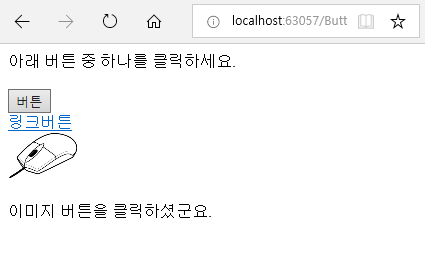 localhost:63057/Butt
아래 버튼 중 하나를 클릭하세요.
버튼
링크버튼
이미지 버튼을 클릭하셨군요.